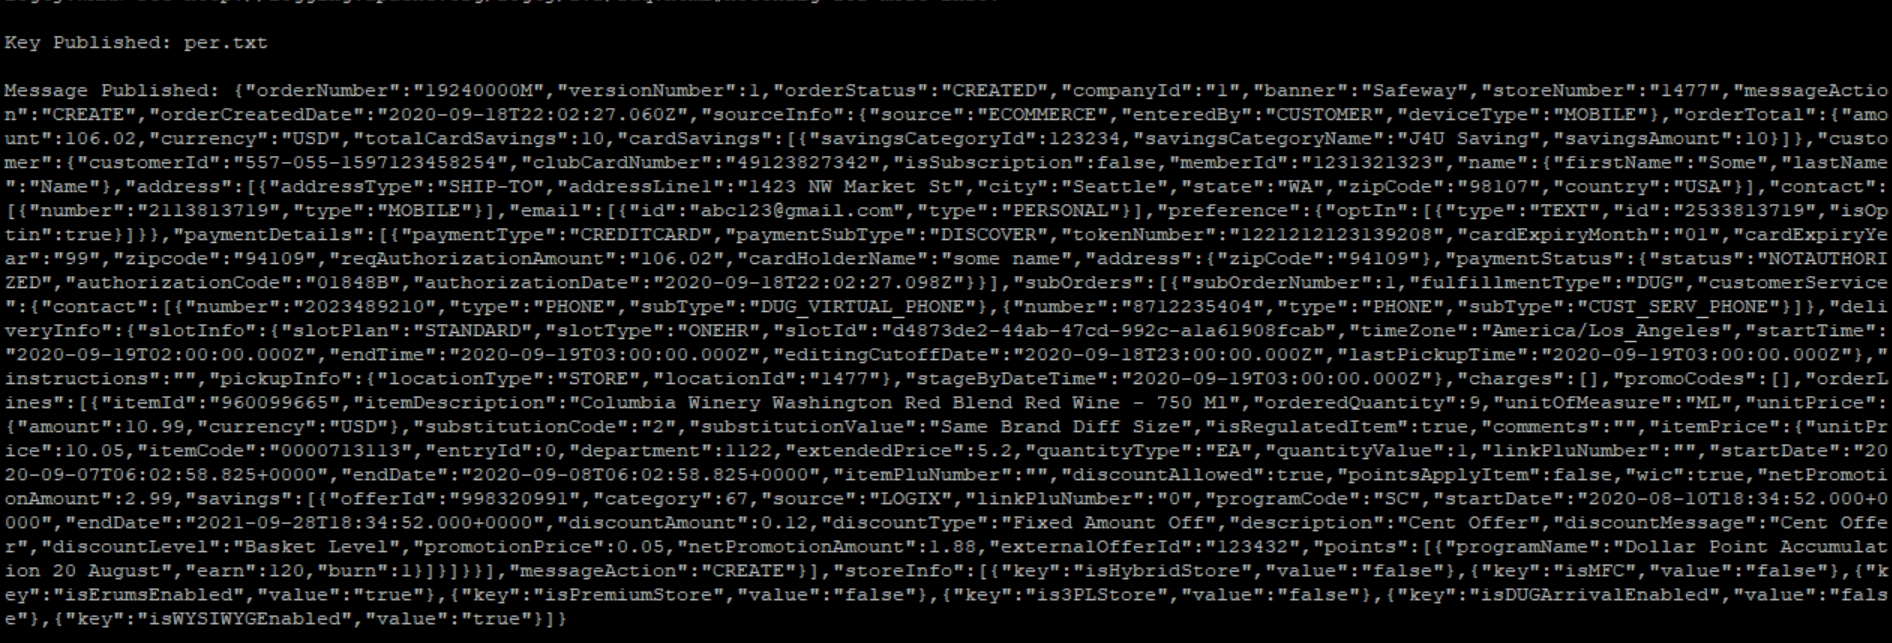 Key Published: per.txt
Message Published: {"orderNumber":"19240000M","versionNumber":1,"orderStatus":"CREATED","companyId":"1","banner":"Safeway","storeNumber":"1477","messageActio
n":"CREATE","orderCreatedDate":"2020-09-18T22:02:27.060Z","sourceInfo":{"source":"ECOMMERCE","enteredBy":"CUSTOMER","deviceType":"MOBILE"},"orderTotal":{"amo
unt":106.02,"currency":"USD","totalCardSavings":10,"cardSavings":[{"savingsCategoryId":123234,"savingsCategoryName":"J4U Saving","savingsAmount":10}]},"custo
mer":{"customerId":"557-055-1597123458254","clubCardNumber":"49123827342","isSubscription":false,"memberId":"1231321323","name":{"firstName":"Some","lastName
":"Name"},"address":[{"addressType":"SHIP-TO","addressLine1":"1423 NW Market St","city":"Seattle","state":"WA","zipCode":"98107","country":"USA"}],"contact":
[{"number":"2113813719","type":"MOBILE"}],"email":[{"id":"abc123@gmail.com","type":"PERSONAL"}],"preference":{"optIn":[{"type":"TEXT","id":"2533813719","isOp
tin":true}]}},"paymentDetails":[{"paymentType":"CREDITCARD","paymentSubType":"DISCOVER","tokenNumber":"1221212123139208","cardExpiryMonth":"01","cardExpiryYe
ar":"99","zipcode":"94109","reqAuthorizationAmount":"106.02","cardHolderName":"some name","address":{"zipCode":"94109"},"paymentStatus":{"status":"NOTAUTHORI
ZED","authorizationCode":"01848B","authorizationDate":"2020-09-18T22:02:27.098Z"}}],"subOrders":[{"subOrderNumber":1,"fulfillmentType":"DUG","customerService
":{"contact":[{"number":"2023489210","type":"PHONE","subType":"DUG_VIRTUAL_PHONE"},{"number":"8712235404","type":"PHONE","subType":"CUST_SERV_PHONE"}]},"deli
veryInfo":{"slotInfo":{"slotPlan":"STANDARD","slotType":"ONEHR","slotId":"d4873de2-44ab-47cd-992c-a1a61908fcab","timeZone":"America/Los_Angeles","startTime":
"2020-09-19T02:00:00.000Z","endTime":"2020-09-19T03:00:00.000Z","editingCutoffDate":"2020-09-18T23:00:00.000Z","lastPickupTime":"2020-09-19T03:00:00.000Z"},"
instructions":"","pickupInfo":{"locationType":"STORE","locationId":"1477"},"stageByDateTime":"2020-09-19T03:00:00.000Z"},"charges":[],"promoCodes":[],"orderL
ines":[{"itemId":"960099665","itemDescription":"Columbia Winery Washington Red Blend Red Wine - 750 Ml","orderedQuantity":9,"unitOfMeasure":"ML","unitPrice":
{"amount":10.99,"currency":"USD"},"substitutionCode":"2","substitutionValue":"Same Brand Diff Size","isRegulatedItem":true,"comments":"","itemPrice":{"unitPr
ice":10.05,"itemCode":"0000713113","entryId":0,"department":1122,"extendedPrice":5.2,"quantityType":"EA","quantityValue":1,"linkPluNumber":"","startDate":"20
20-09-07T06:02:58.825+0000","endDate":"2020-09-08T06:02:58.825+0000","itemPluNumber":"","discountAllowed":true,"pointsApplyItem":false,"wic":true,"netPromoti
onAmount":2.99,"savings":[{"offerId":"998320991","category":67,"source":"LOGIX","linkPluNumber":"0","programCode":"SC","startDate":"2020-08-10T18:34:52.000+0
000","endDate":"2021-09-28T18:34:52.000+0000","discountAmount":0.12,"discountType":"Fixed Amount Off","description":"Cent Offer","discountMessage":"Cent Offe
r","discountLevel":"Basket Level","promotionPrice":0.05,"netPromotionAmount":1.88,"externalOfferId":"123432","points":[{"programName":"Dollar Point Accumulat
ion 20 August","earn":120,"burn":1}]}]}}],"messageAction":"CREATE"}],"storeInfo":[{"key":"isHybridStore","value":"false"},{"key":"isMFC","value":"false"},{"k
ey":"isErumsEnabled","value":"true"},{"key":"isPremiumStore","value":"false"},{"key":"is3PLStore","value":"false"},{"key":"isDUGArrivalEnabled","value":"fals
e"},{"key":"isWYSIWYGEnabled","value":"true"}]}